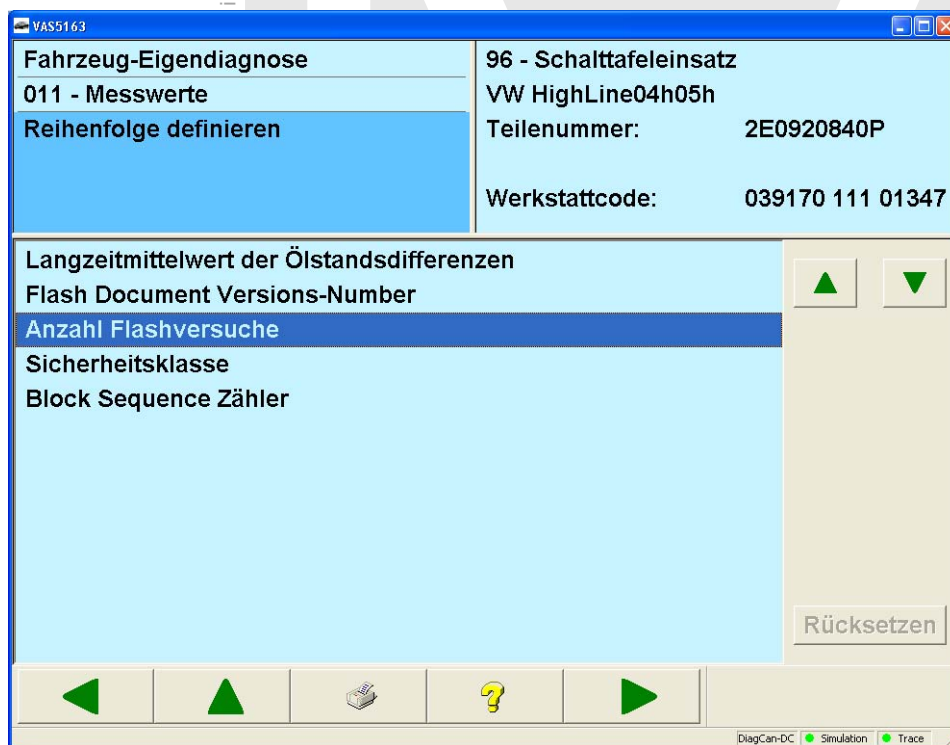 VAS5163
Fahrzeug-Eigendiagnose
011 - Messwerte
Reihenfolge definieren
96 - Schalttafeleinsatz
VW HighLine04h05h
Teilenummer: 2E0920840P
Werkstattcode: 039170 111 01347
Langzeitmittelwert der Ölstandsdifferenzen
Flash Document Versions-Number
Anzahl Flashversuche
Sicherheitsklasse
Block Sequence Zähler
Rücksetzen
DiagCan-DC Simulation Trace